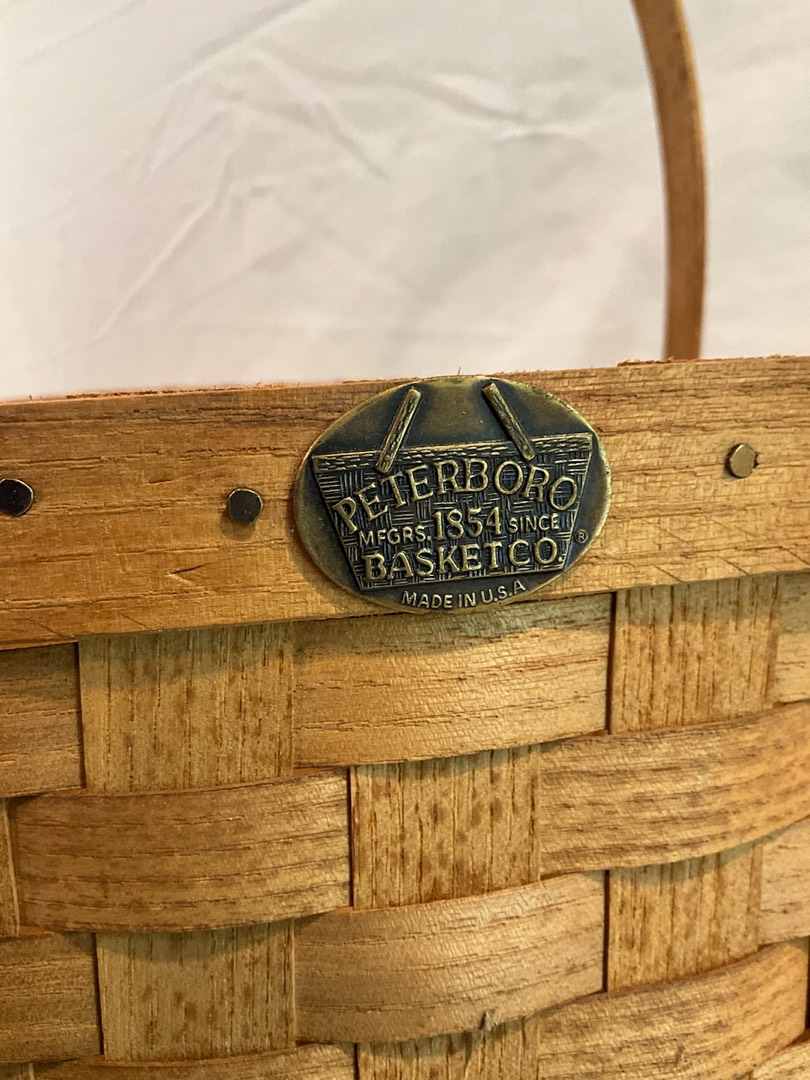 PETERBORO
MFGRS. 1854 SINCE
BASKET CO. ®
MADE IN U.S.A